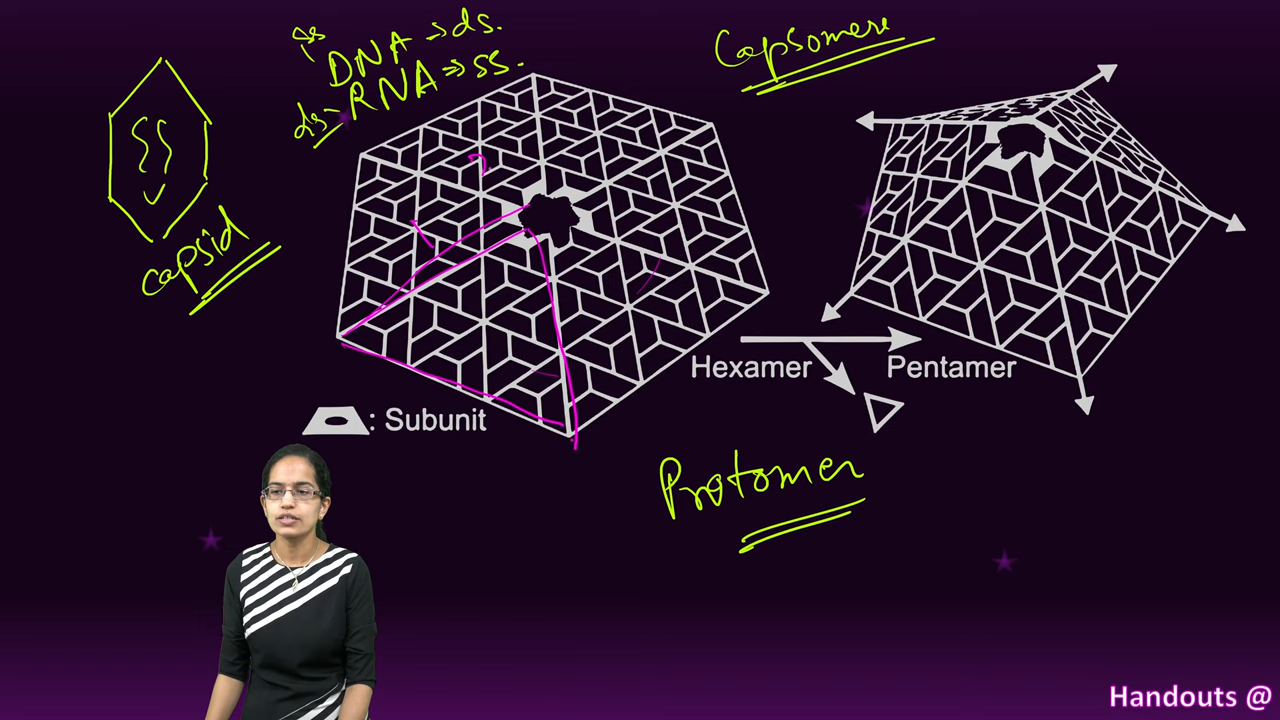 ss
DNA → ds.
ds- RNA → ss.
Capsomere
capsid
Hexamer
Pentamer
: Subunit
Protomer
Handouts @